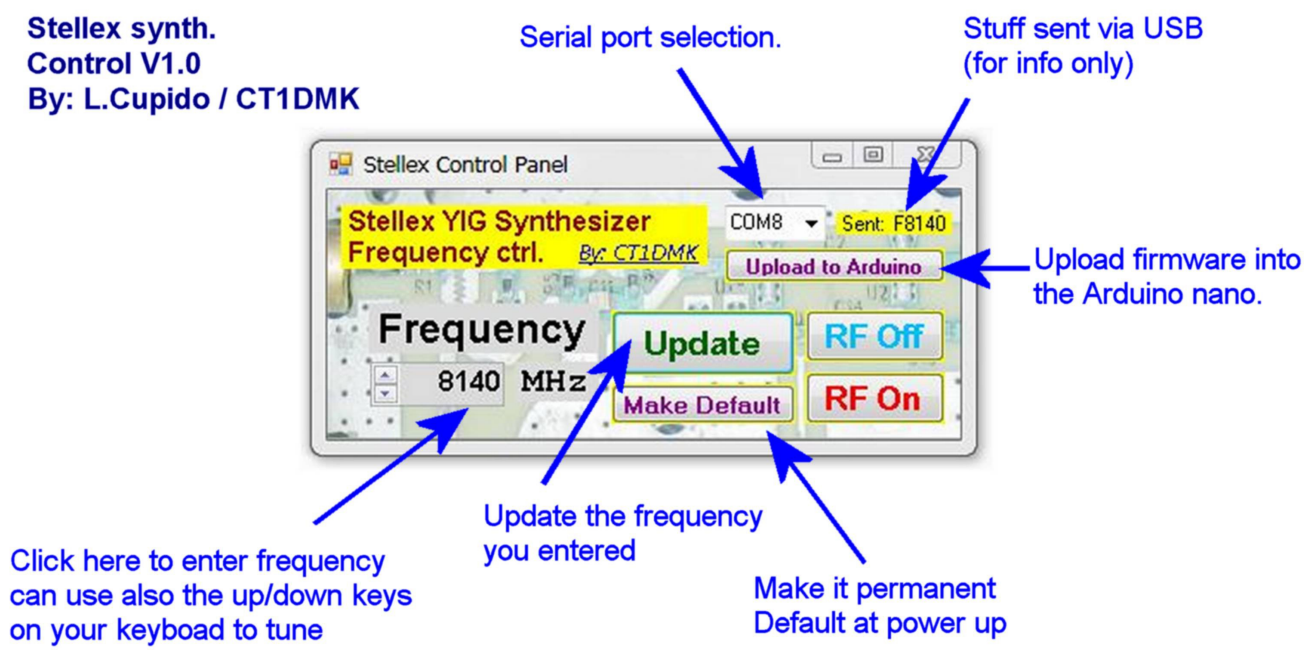 Stellex synth.
Control V1.0
By: L.Cupido / CT1DMK
Serial port selection.
Stuff sent via USB
(for info only)
Stellex Control Panel
Stellex YIG Synthesizer
Frequency ctrl. By: CT1DMK
COM8
Sent: F8140
Upload to Arduino
Upload firmware into
the Arduino nano.
Frequency
8140 MHz
Update
Make Default
RF Off
RF On
Click here to enter frequency
can use also the up/down keys
on your keyboad to tune
Update the frequency
you entered
Make it permanent
Default at power up